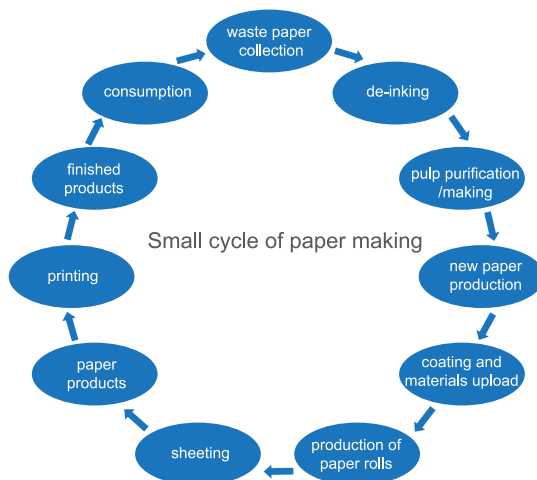 waste paper
collection
de-inking
pulp purification
/making
new paper
production
coating and
materials upload
production of
paper rolls
sheeting
paper
products
printing
finished
products
consumption
Small cycle of paper making